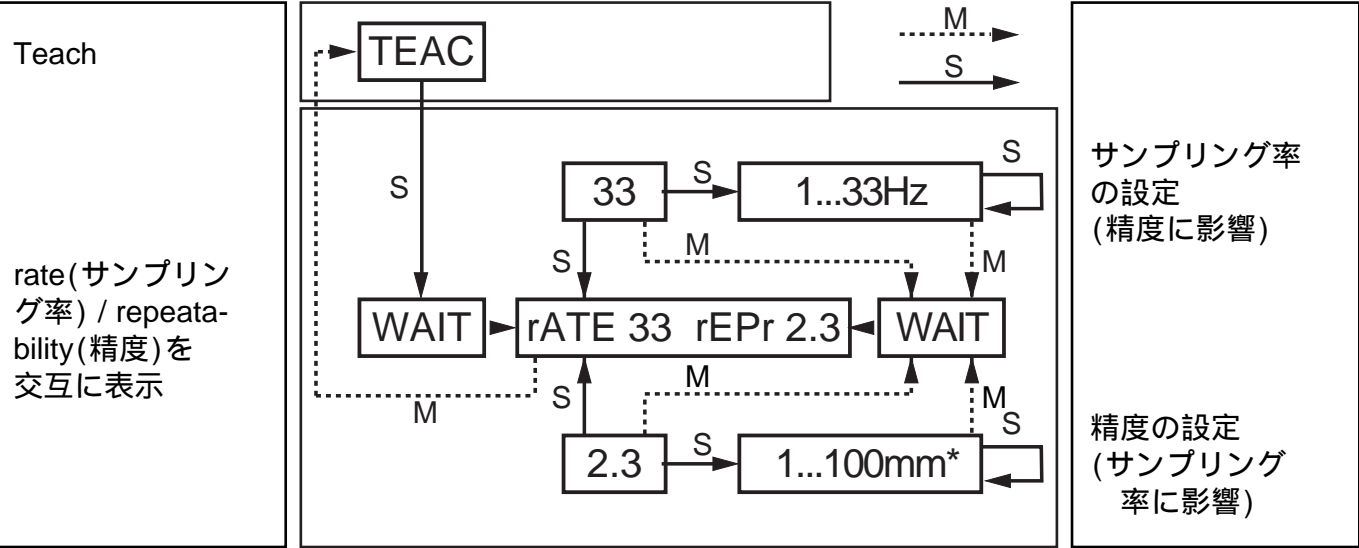 Teach
rate(サンプリン
グ率) / repeata-
bility(精度)を
交互に表示
TEAC
M
S
S
33
S
1...33Hz
S
S
M
M
WAIT
rATE 33 rEPr 2.3
WAIT
M
S
M
M
2.3
S
1...100mm*
S
サンプリング率
の設定
(精度に影響)
精度の設定
(サンプリング
率に影響)